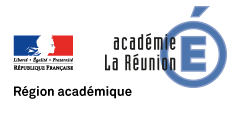 académie
La Réunion
É
Liberté • Égalité • Fraternité
RÉPUBLIQUE FRANÇAISE
Région académique